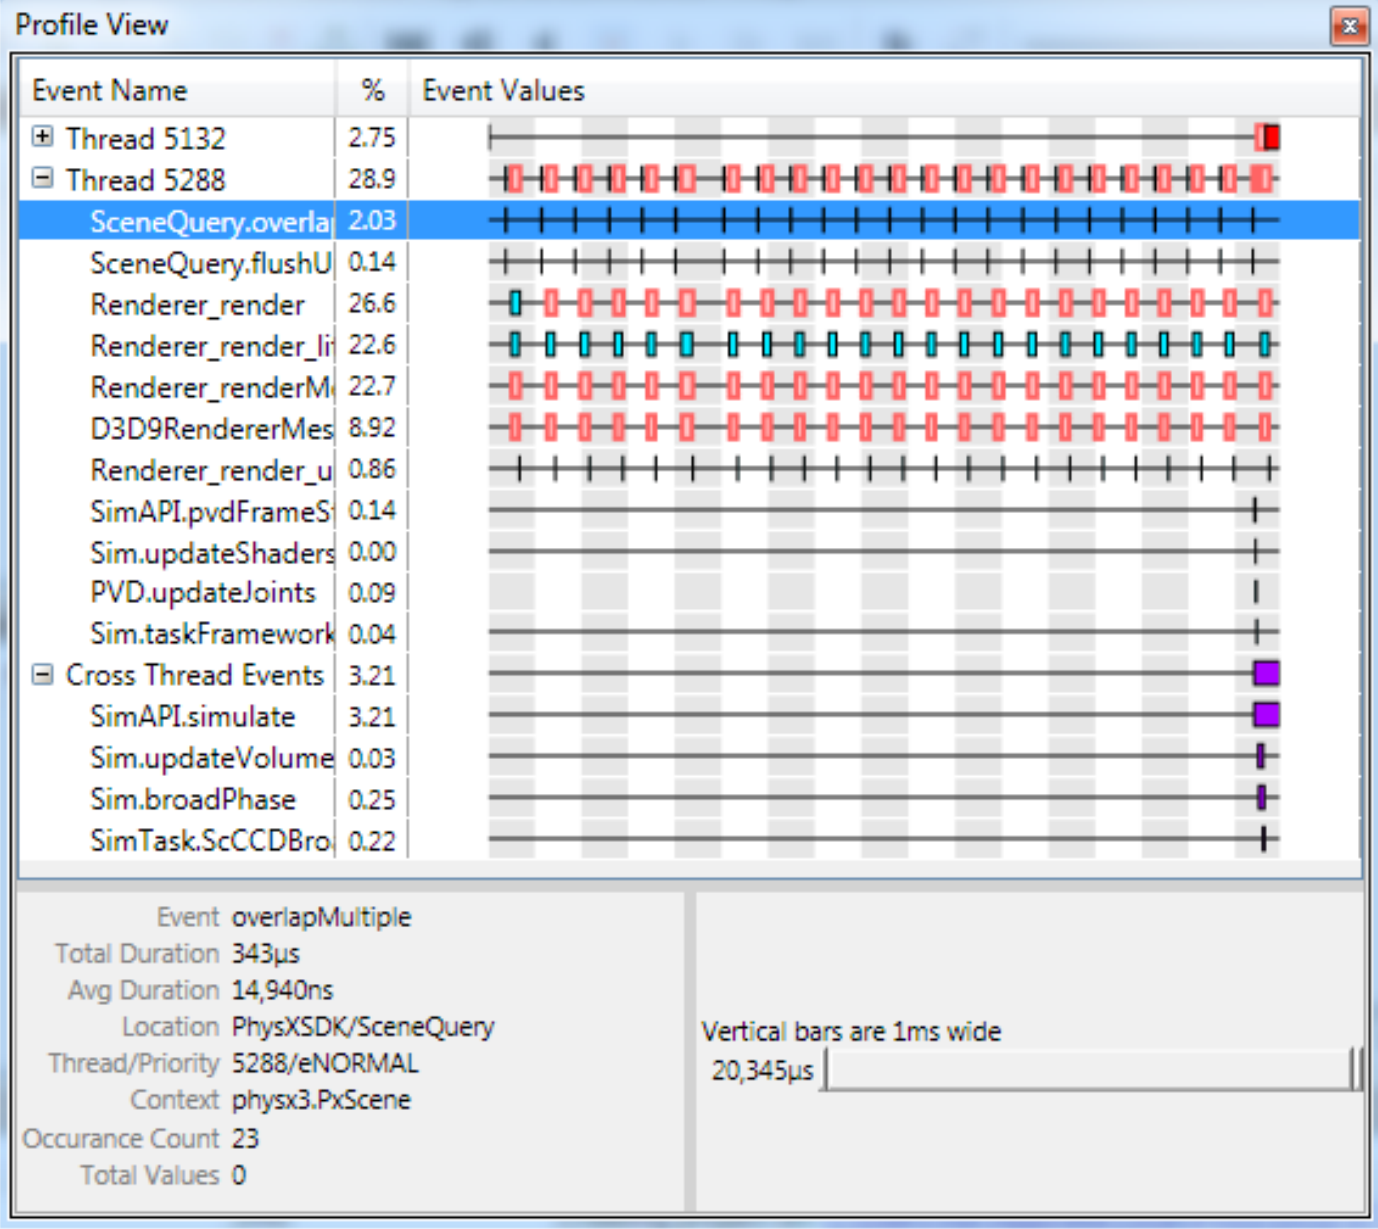 Profile View
Event Name % Event Values
Thread 5132 2.75
Thread 5288 28.9
SceneQuery.overla 2.03
SceneQuery.flushU 0.14
Renderer_render 26.6
Renderer_render_li 22.6
Renderer_renderM 22.7
D3D9RendererMes 8.92
Renderer_render_u 0.86
SimAPI.pvdFrameS 0.14
Sim.updateShaders 0.00
PVD.updateJoints 0.09
Sim.taskFramework 0.04
Cross Thread Events 3.21
SimAPI.simulate 3.21
Sim.updateVolume 0.03
Sim.broadPhase 0.25
SimTask.ScCCDBro 0.22
Event overlapMultiple
Total Duration 343µs
Avg Duration 14,940ns
Location PhysXSDK/SceneQuery
Thread/Priority 5288/eNORMAL
Context physx3.PxScene
Occurance Count 23
Total Values 0
Vertical bars are 1ms wide
20,345µs